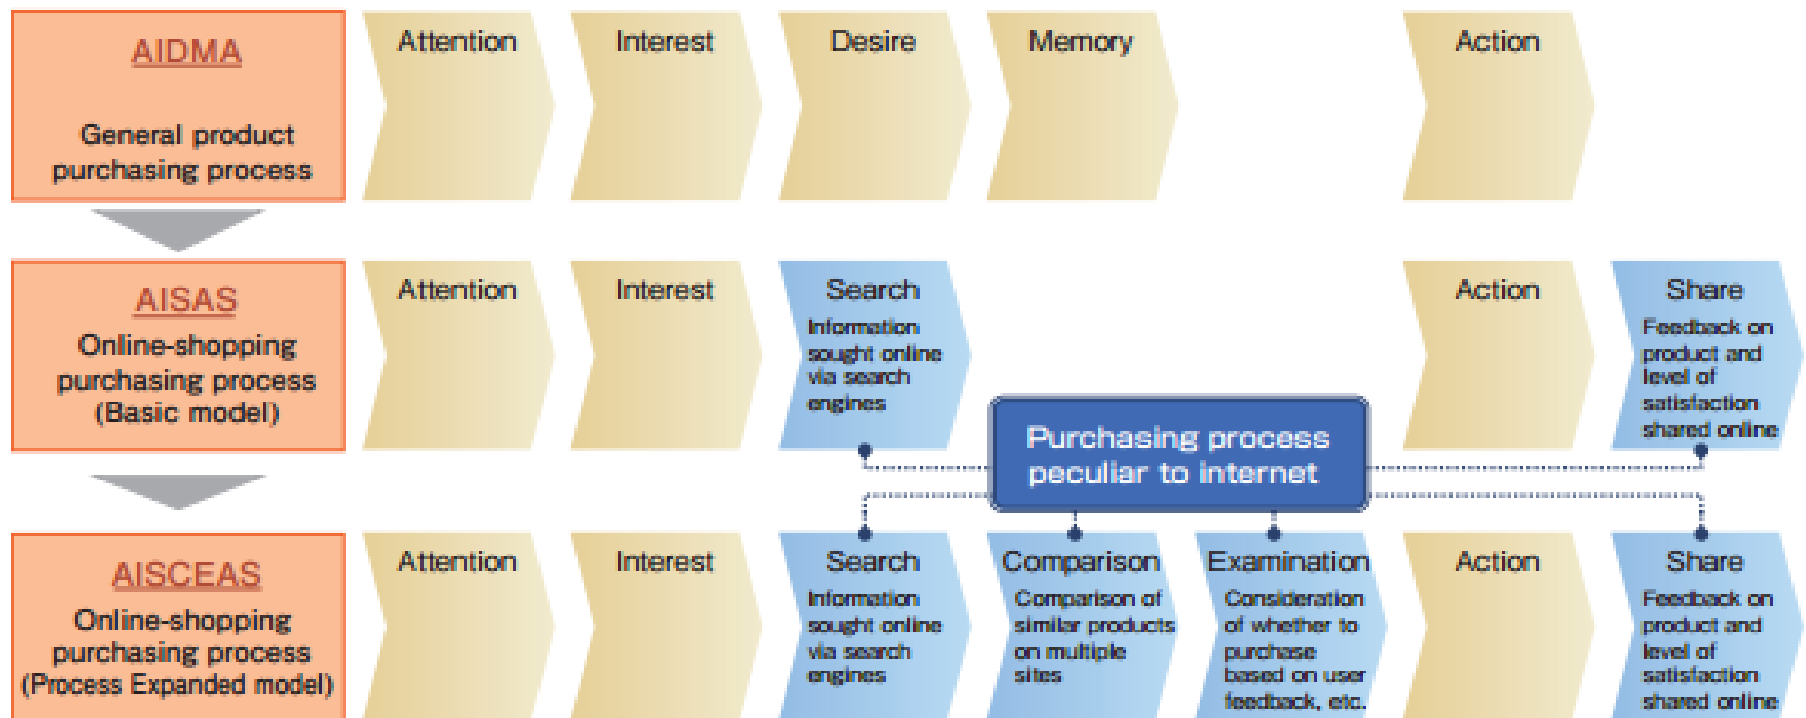 AIDMA
General product
purchasing process
Attention
Interest
Desire
Memory
Action
AISAS
Online-shopping
purchasing process
(Basic model)
Attention
Interest
Search
Information
sought online
via search
engines
Action
Share
Feedback on
product and
level of
satisfaction
shared online
Purchasing process
peculiar to internet
AISCEAS
Online-shopping
purchasing process
(Process Expanded model)
Attention
Interest
Search
Information
sought online
via search
engines
Comparison
Comparison of
similar products
on multiple
sites
Examination
Consideration
of whether to
purchase
based on user
feedback, etc.
Action
Share
Feedback on
product and
level of
satisfaction
shared online